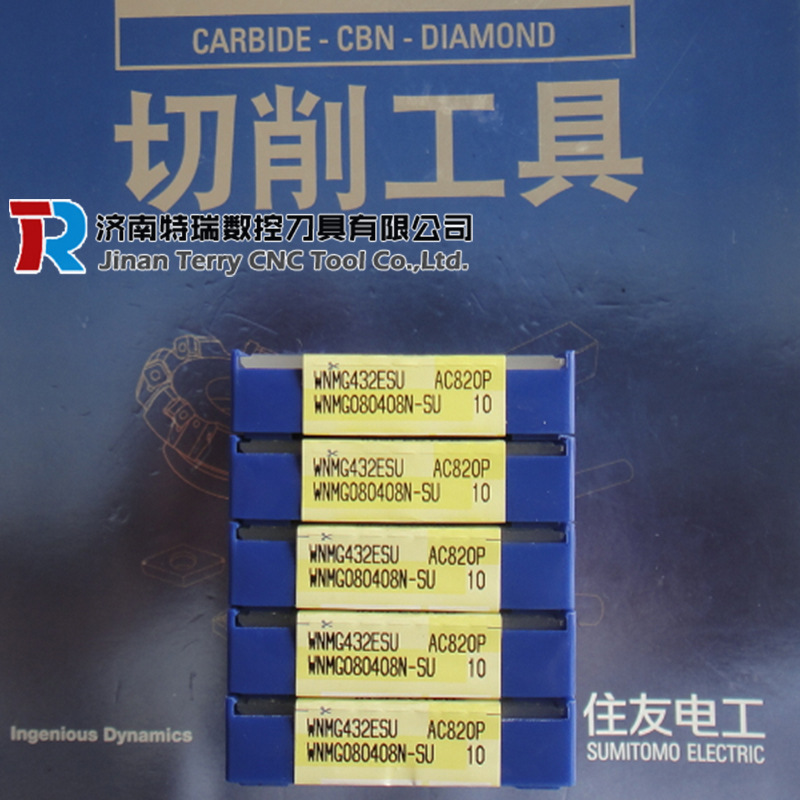 CARBIDE - CBN - DIAMOND
切削工具
济南特瑞数控刀具有限公司
Jinan Terry CNC Tool Co.,Ltd.
WNMG432ESU AC820P
WNMG080408N-SU 10
WNMG432ESU AC820P
WNMG080408N-SU 10
WNMG432ESU AC820P
WNMG080408N-SU 10
WNMG432ESU AC820P
WNMG080408N-SU 10
WNMG432ESU AC820P
WNMG080408N-SU 10
Ingenious Dynamics
住友电工
SUMITOMO ELECTRIC